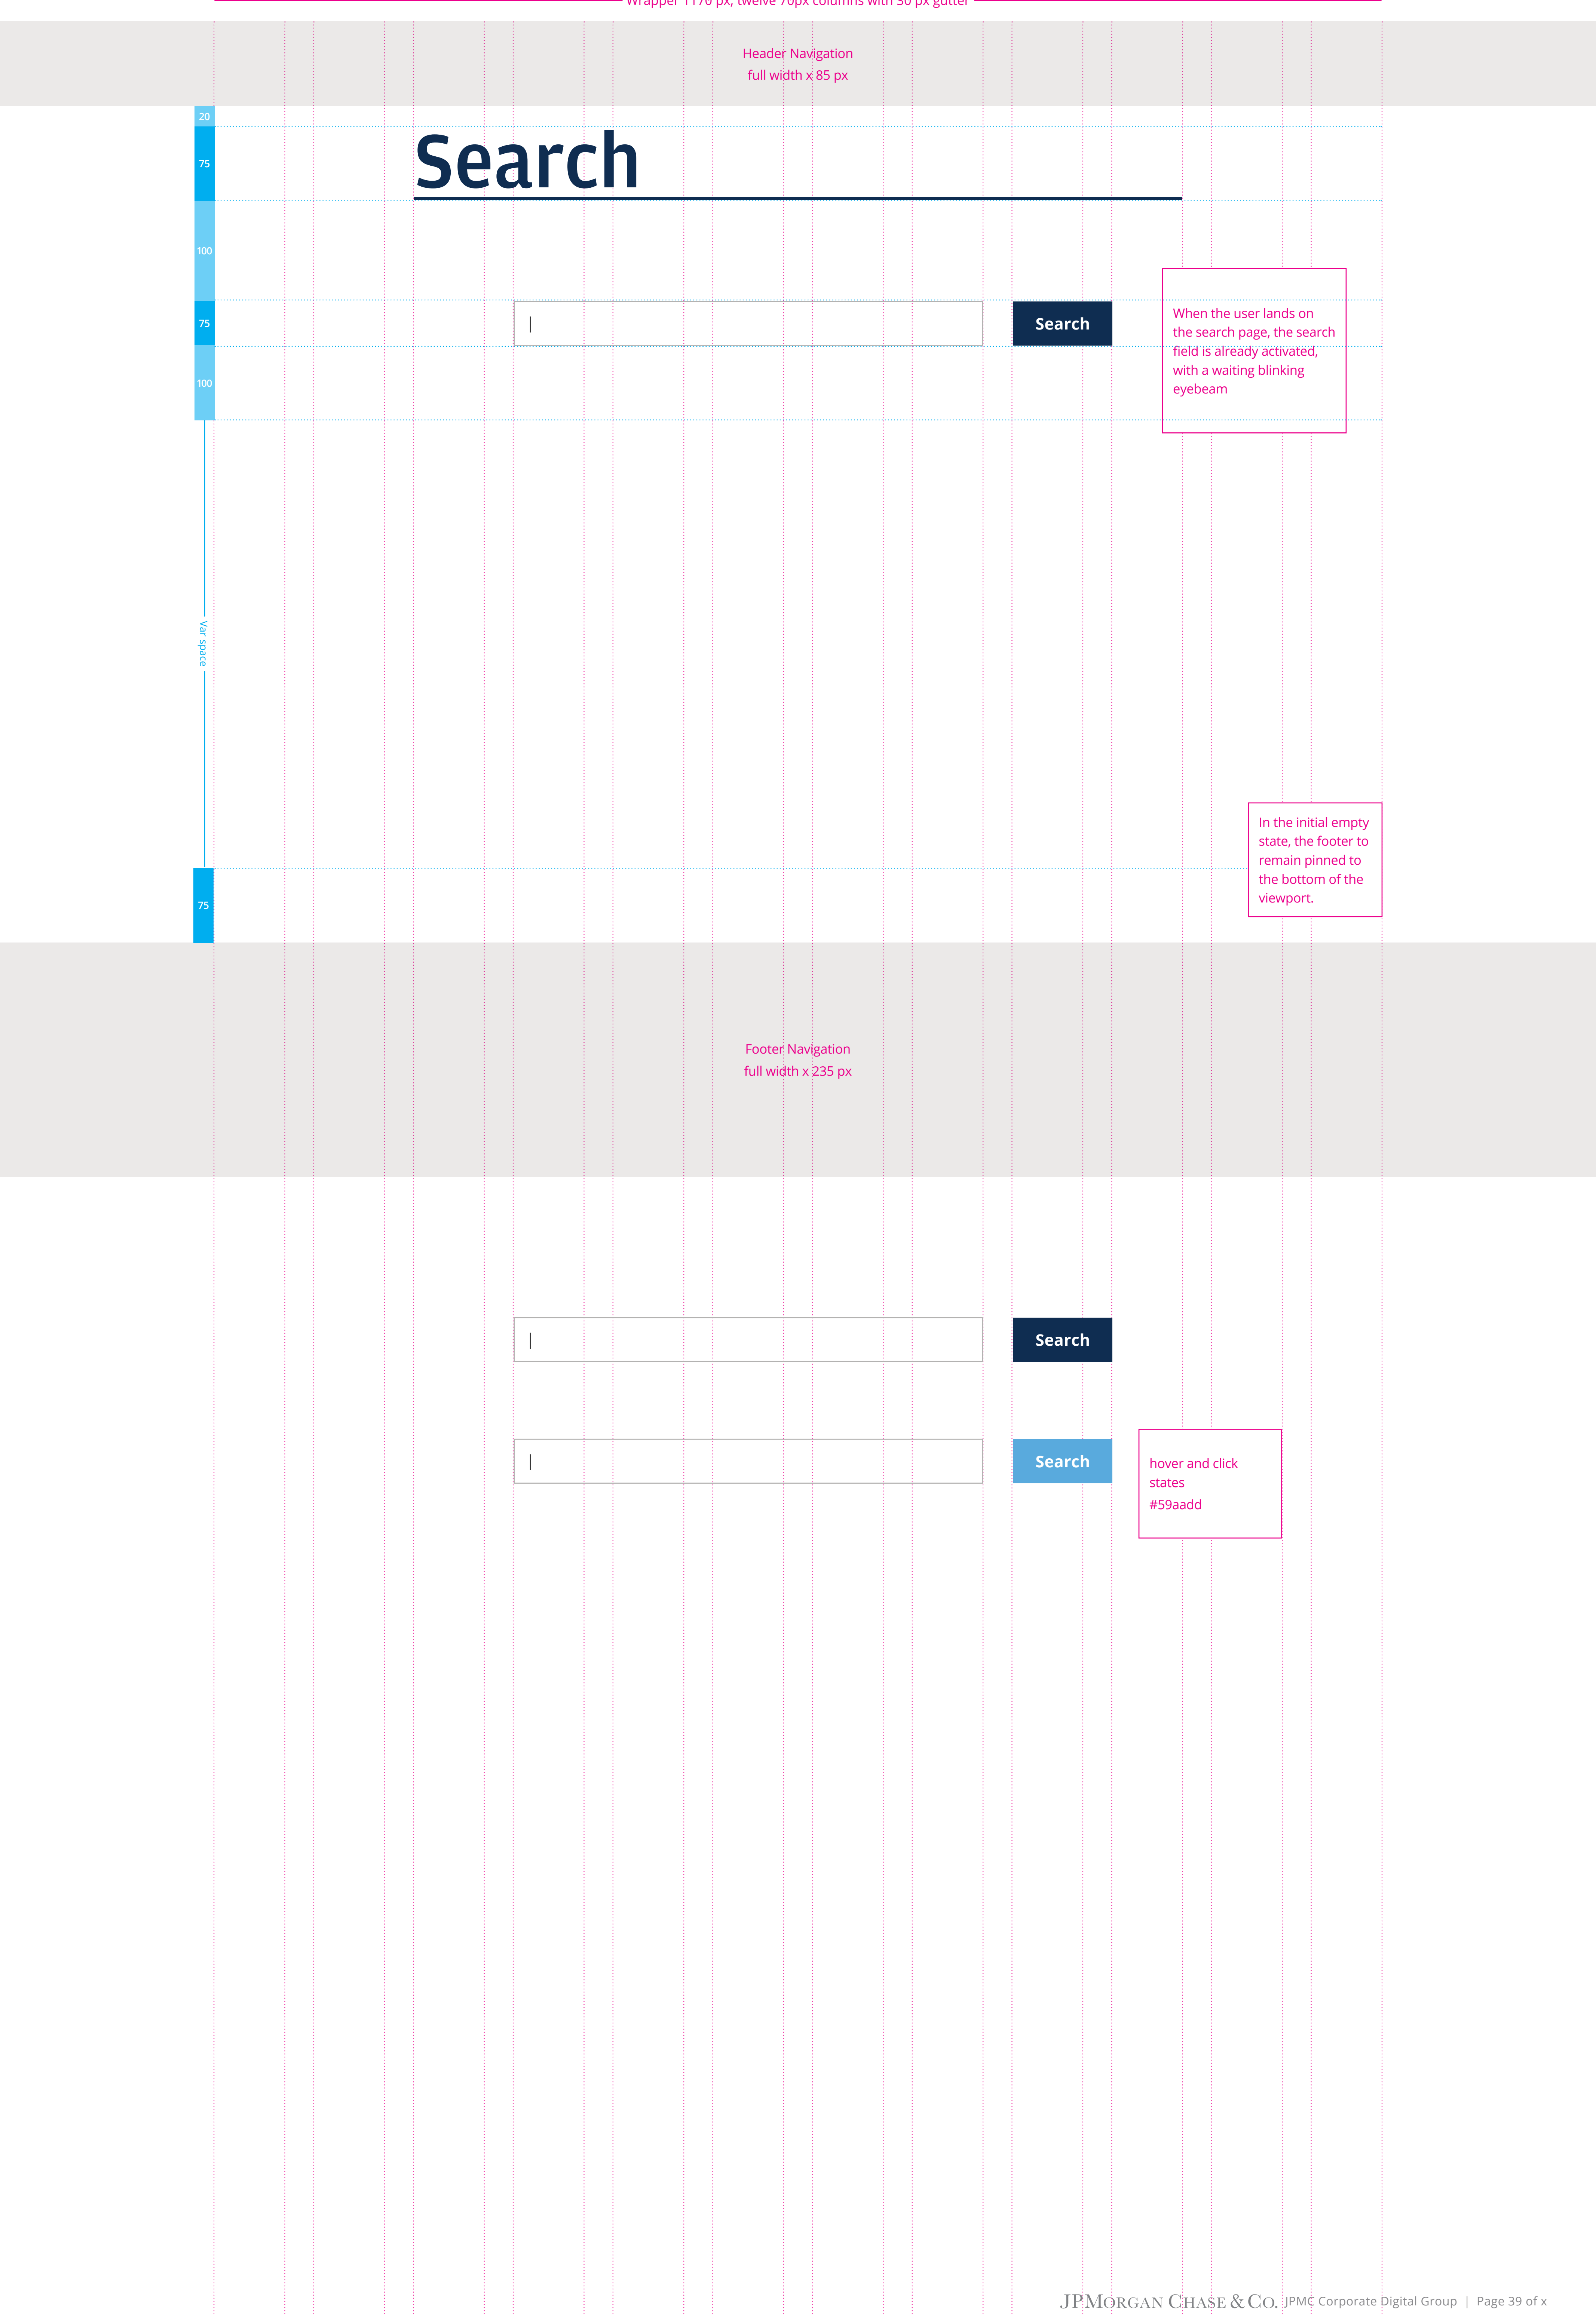 Wrapper 1170 px, twelve 70px columns with 30 px gutter
Header Navigation
full width x 85 px
20
75
Search
100
75
Search
When the user lands on
the search page, the search
field is already activated,
with a waiting blinking
eyebeam
100
Var space
In the initial empty
state, the footer to
remain pinned to
the bottom of the
viewport.
75
Footer Navigation
full width x 235 px
Search
Search
hover and click
states
#59aadd
JPMORGAN CHASE & CO. JPMC Corporate Digital Group | Page 39 of x